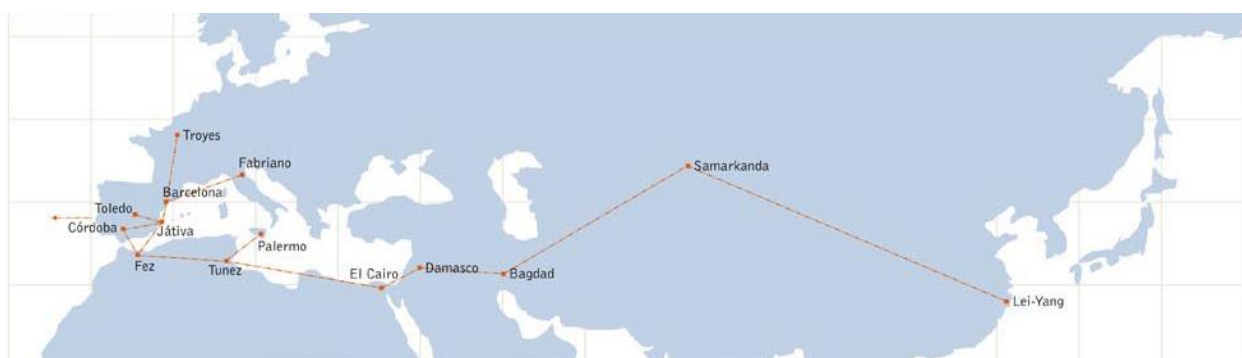 Troyes
Fabriano
Samarkanda
Barcelona
Toledo
Córdoba
Játiva
Palermo
Fez
Tunez
El Cairo
Damasco
Bagdad
Lei-Yang